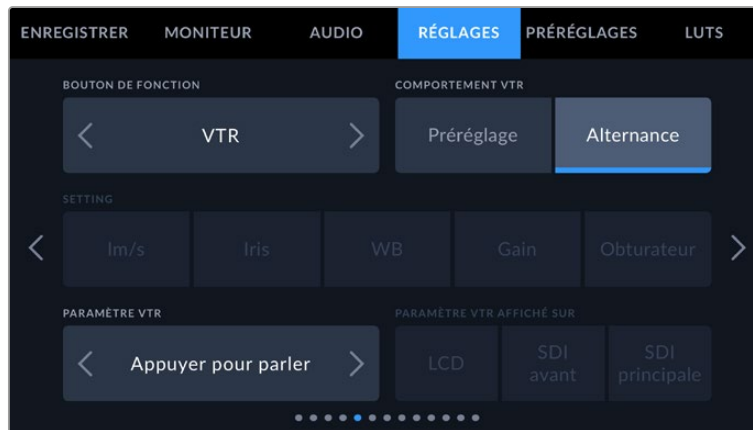 ENREGISTRER MONITEUR AUDIO RÉGLAGES PRÉRÉGLAGES LUTS
BOUTON DE FONCTION COMPORTEMENT VTR
VTR Préréglage Alternance
SETTING
Im/s Iris WB Gain Obturateur
PARAMÈTRE VTR PARAMÈTRE VTR AFFICHÉ SUR
Appuyer pour parler LCD SDI avant SDI principale